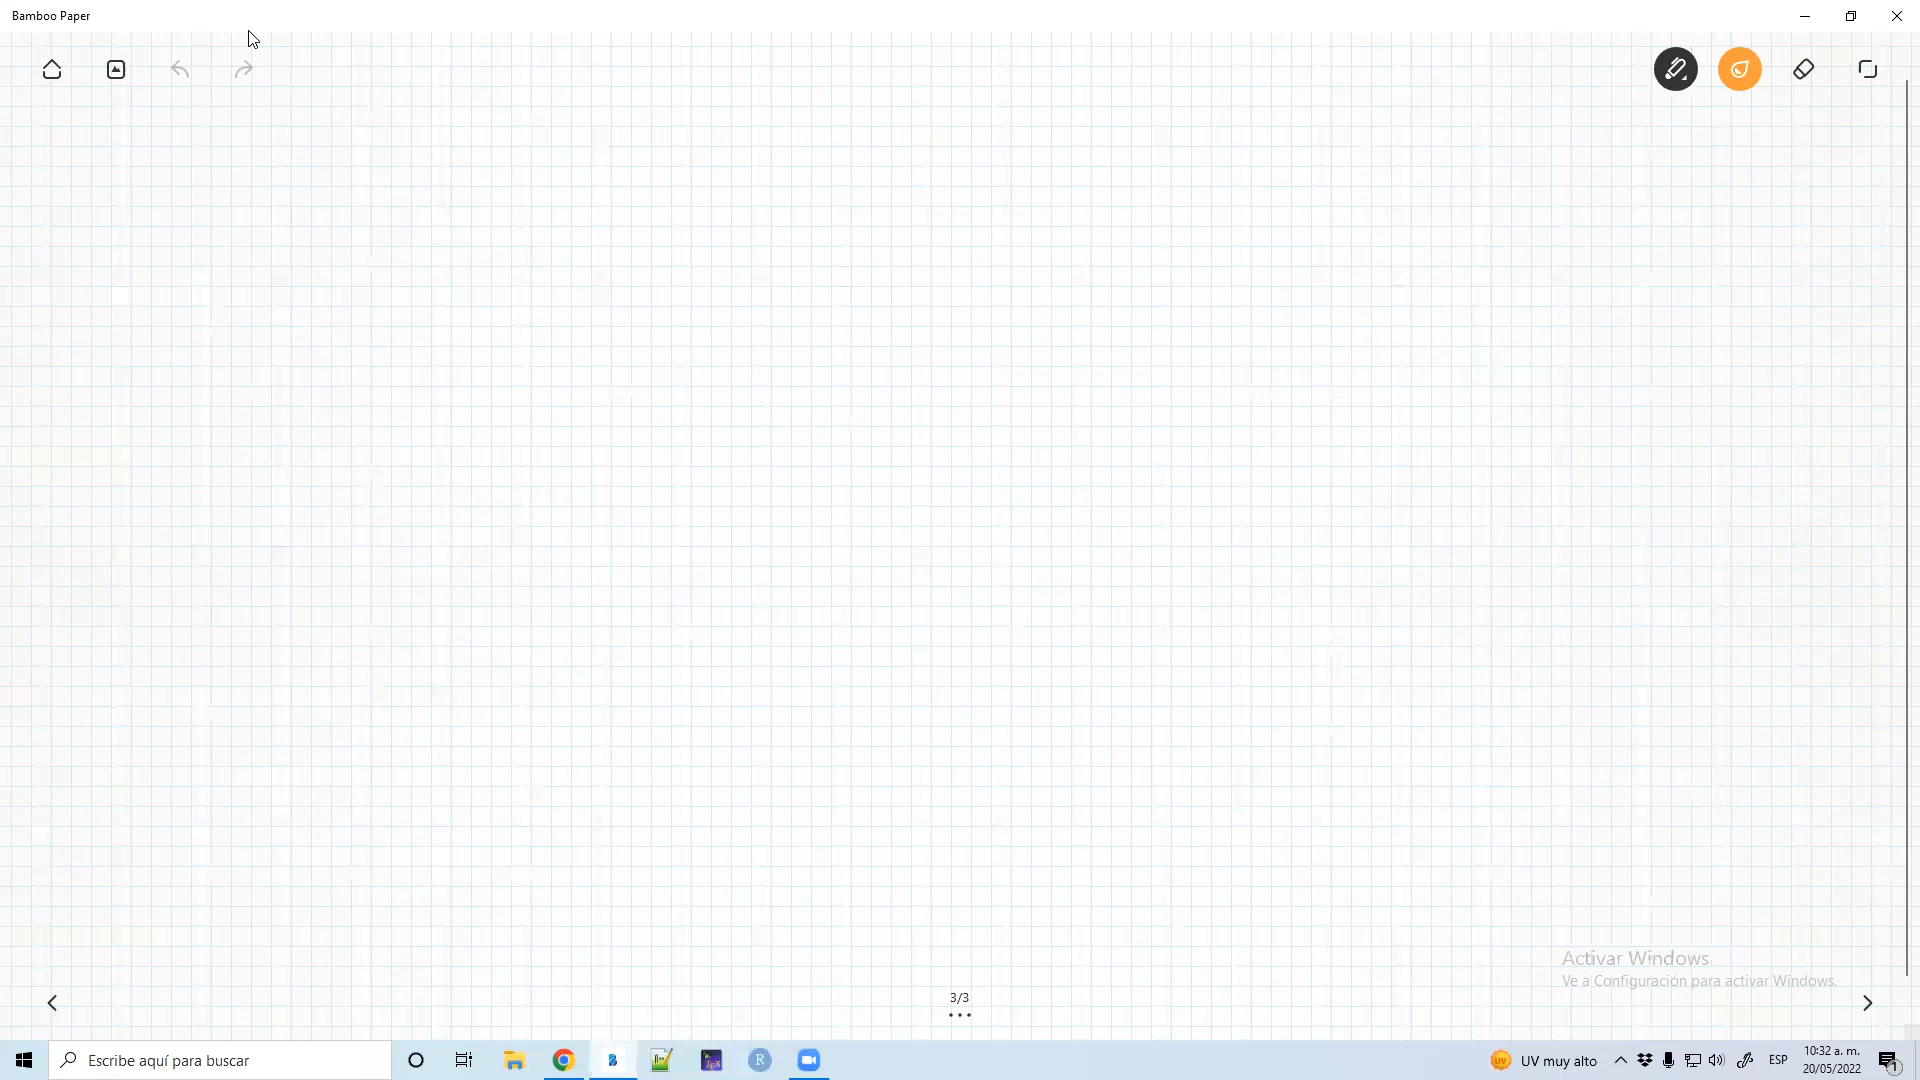 Bamboo Paper
Activar Windows
Ve a Configuración para activar Windows.
3/3
Escribe aquí para buscar
UV muy alto
ESP
10:32 a. m.
20/05/2022
1